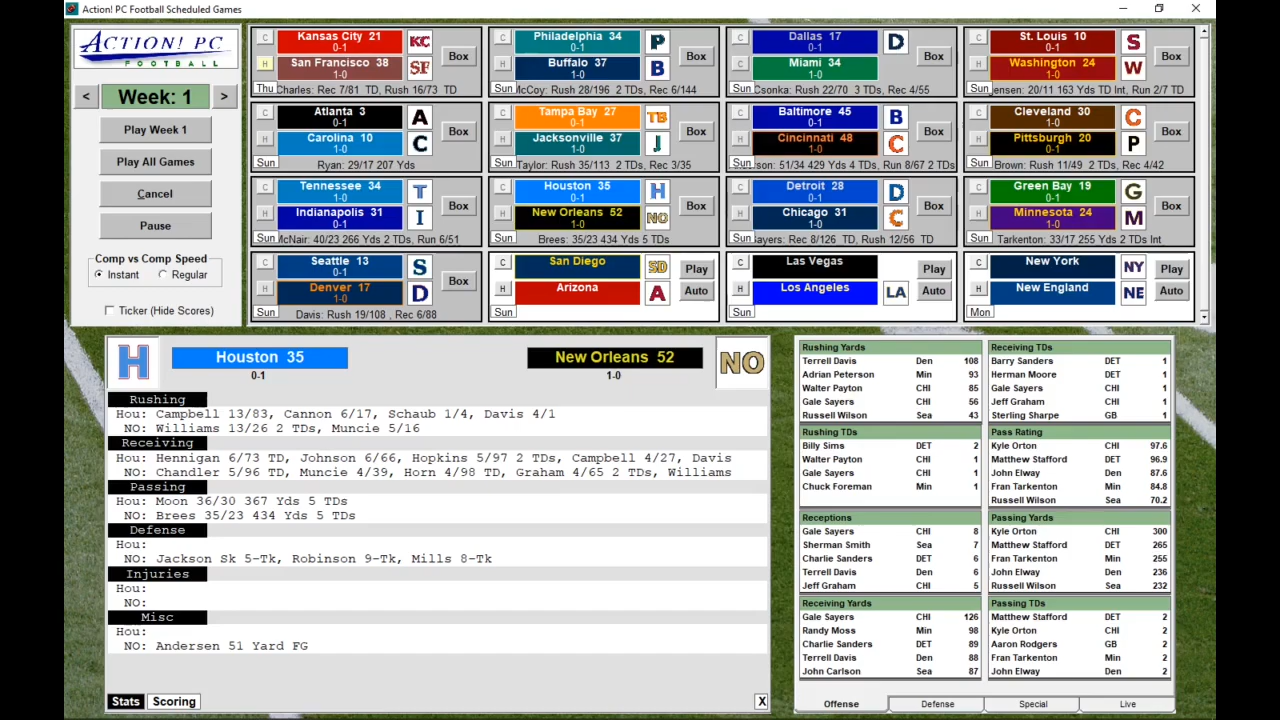 Action! PC Football Scheduled Games
ACTION! PC
FOOTBALL
< Week: 1 >
Play Week 1
Play All Games
Cancel
Pause
Comp vs Comp Speed
Instant Regular
Ticker (Hide Scores)
C Kansas City 21 KC
0-1
H San Francisco 38 SF Box
1-0
Thu Charles: Rec 7/81 TD, Rush 16/73 TD
C Philadelphia 34 P
0-1
H Buffalo 37 B Box
1-0
Sun McCoy: Rush 28/196 2 TDs, Rec 6/144
C Dallas 17 D
0-1
H Miami 34 Box
1-0
Sun Csonka: Rush 22/70 3 TDs, Rec 4/55
C St. Louis 10 S
0-1
H Washington 24 W Box
1-0
Sun ensen: 20/11 163 Yds TD Int, Run 2/7 TD
C Atlanta 3 A
0-1
H Carolina 10 C Box
1-0
Sun Ryan: 29/17 207 Yds
C Tampa Bay 27 TB
0-1
H Jacksonville 37 J Box
1-0
Sun Taylor: Rush 35/113 2 TDs, Rec 3/35
C Baltimore 45 B
0-1
H Cincinnati 48 C Box
1-0
Sun son: 51/34 429 Yds 4 TDs, Run 8/67 2 TDs
C Cleveland 30 C
1-0
H Pittsburgh 20 P Box
0-1
Sun Brown: Rush 11/49 2 TDs, Rec 4/42
C Tennessee 34 T
1-0
H Indianapolis 31 I Box
0-1
Sun McNair: 40/23 266 Yds 2 TDs, Run 6/51
C Houston 35 H
0-1
H New Orleans 52 NO Box
1-0
Sun Brees: 35/23 434 Yds 5 TDs
C Detroit 28 D
0-1
H Chicago 31 C Box
1-0
Sun ayers: Rec 8/126 TD, Rush 12/56 TD
C Green Bay 19 G
0-1
H Minnesota 24 M Box
1-0
Sun Tarkenton: 33/17 255 Yds 2 TDs Int
C Seattle 13 S
0-1
H Denver 17 D Box
1-0
Sun Davis: Rush 19/108 , Rec 6/88
C San Diego SD Play
H Arizona A Auto
Sun
C Las Vegas Play
H Los Angeles LA Auto
Sun
C New York NY Play
H New England NE Auto
Mon
H Houston 35 New Orleans 52 NO
0-1 1-0
Rushing
Hou: Campbell 13/83, Cannon 6/17, Schaub 1/4, Davis 4/1
NO: Williams 13/26 2 TDs, Muncie 5/16
Receiving
Hou: Hennigan 6/73 TD, Johnson 6/66, Hopkins 5/97 2 TDs, Campbell 4/27, Davis
NO: Chandler 5/96 TD, Muncie 4/39, Horn 4/98 TD, Graham 4/65 2 TDs, Williams
Passing
Hou: Moon 36/30 367 Yds 5 TDs
NO: Brees 35/23 434 Yds 5 TDs
Defense
Hou:
NO: Jackson Sk 5-Tk, Robinson 9-Tk, Mills 8-Tk
Injuries
Hou:
NO:
Misc
Hou:
NO: Andersen 51 Yard FG
Stats Scoring X
Rushing Yards
Terrell Davis Den 108
Adrian Peterson Min 93
Walter Payton CHI 85
Gale Sayers CHI 56
Russell Wilson Sea 43
Receiving TDs
Barry Sanders DET 1
Herman Moore DET 1
Gale Sayers CHI 1
Jeff Graham CHI 1
Sterling Sharpe GB 1
Rushing TDs
Billy Sims DET 2
Walter Payton CHI 1
Gale Sayers CHI 1
Chuck Foreman Min 1
Pass Rating
Kyle Orton CHI 97.6
Matthew Stafford DET 96.9
John Elway Den 87.6
Fran Tarkenton Min 84.8
Russell Wilson Sea 70.2
Receptions
Gale Sayers CHI 8
Sherman Smith Sea 7
Charlie Sanders DET 6
Terrell Davis Den 6
Jeff Graham CHI 5
Passing Yards
Kyle Orton CHI 300
Matthew Stafford DET 265
Fran Tarkenton Min 255
John Elway Den 236
Russell Wilson Sea 232
Receiving Yards
Gale Sayers CHI 126
Randy Moss Min 98
Charlie Sanders DET 89
Terrell Davis Den 88
John Carlson Sea 87
Passing TDs
Matthew Stafford DET 2
Kyle Orton CHI 2
Aaron Rodgers GB 2
Fran Tarkenton Min 2
John Elway Den 2
Offense Defense Special Live